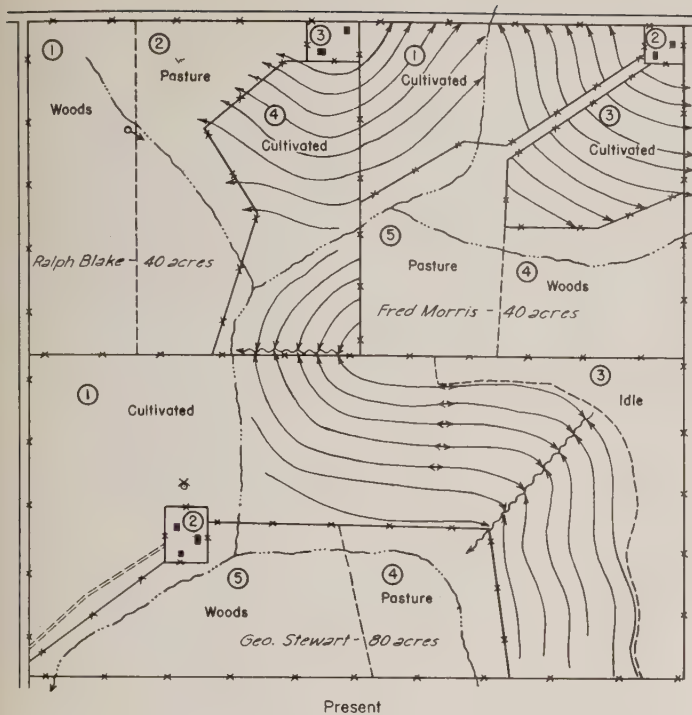 ①
Woods
②
Pasture
③
④
Cultivated
Ralph Blake - 40 acres
①
Cultivated
②
③
Cultivated
⑤
Pasture
④
Woods
Fred Morris - 40 acres
①
Cultivated
②
③
Idle
④
Pasture
⑤
Woods
Geo. Stewart - 80 acres
Present